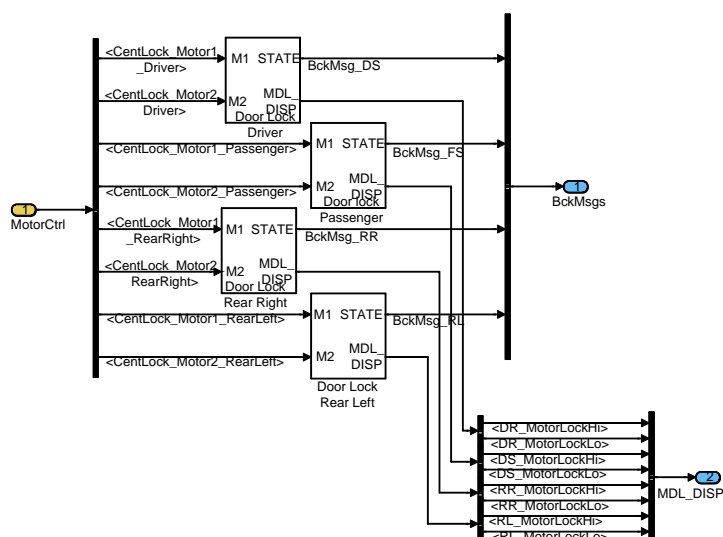 <CentLock_Motor1
_Driver>
M1 STATE
BckMsg_DS
<CentLock_Motor2
Driver>
M2 MDL_
DISP
Door Lock
Driver
<CentLock_Motor1_Passenger>
M1 STATE
BckMsg_FS
<CentLock_Motor2_Passenger>
M2 MDL_
DISP
Door lock
Passenger
1
BckMsgs
1
MotorCtrl
<CentLock_Motor1
_RearRight>
M1 STATE
BckMsg_RR
<CentLock_Motor2
RearRight>
M2 MDL_
DISP
Door Lock
Rear Right
<CentLock_Motor1_RearLeft>
M1 STATE
BckMsg_RL
<CentLock_Motor2_RearLeft>
M2 MDL_
DISP
Door Lock
Rear Left
<DR_MotorLockHi>
<DR_MotorLockLo>
<DS_MotorLockHi>
<DS_MotorLockLo>
<RR_MotorLockHi>
<RR_MotorLockLo>
<RL_MotorLockHi>
<RL_MotorLockLo>
2
MDL_DISP